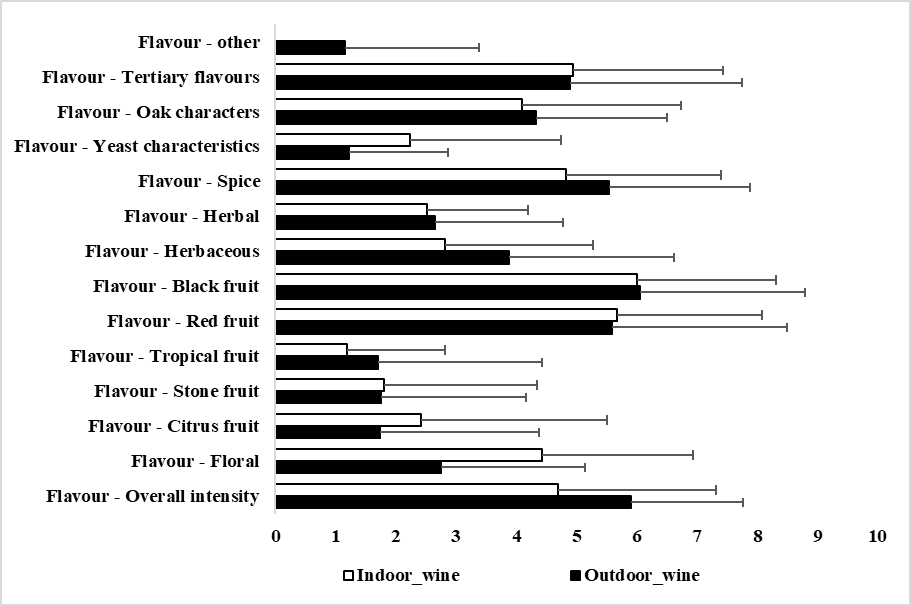 Flavour - other
Flavour - Tertiary flavours
Flavour - Oak characters
Flavour - Yeast characteristics
Flavour - Spice
Flavour - Herbal
Flavour - Herbaceous
Flavour - Black fruit
Flavour - Red fruit
Flavour - Tropical fruit
Flavour - Stone fruit
Flavour - Citrus fruit
Flavour - Floral
Flavour - Overall intensity
0 1 2 3 4 5 6 7 8 9 10
Indoor_wine Outdoor_wine